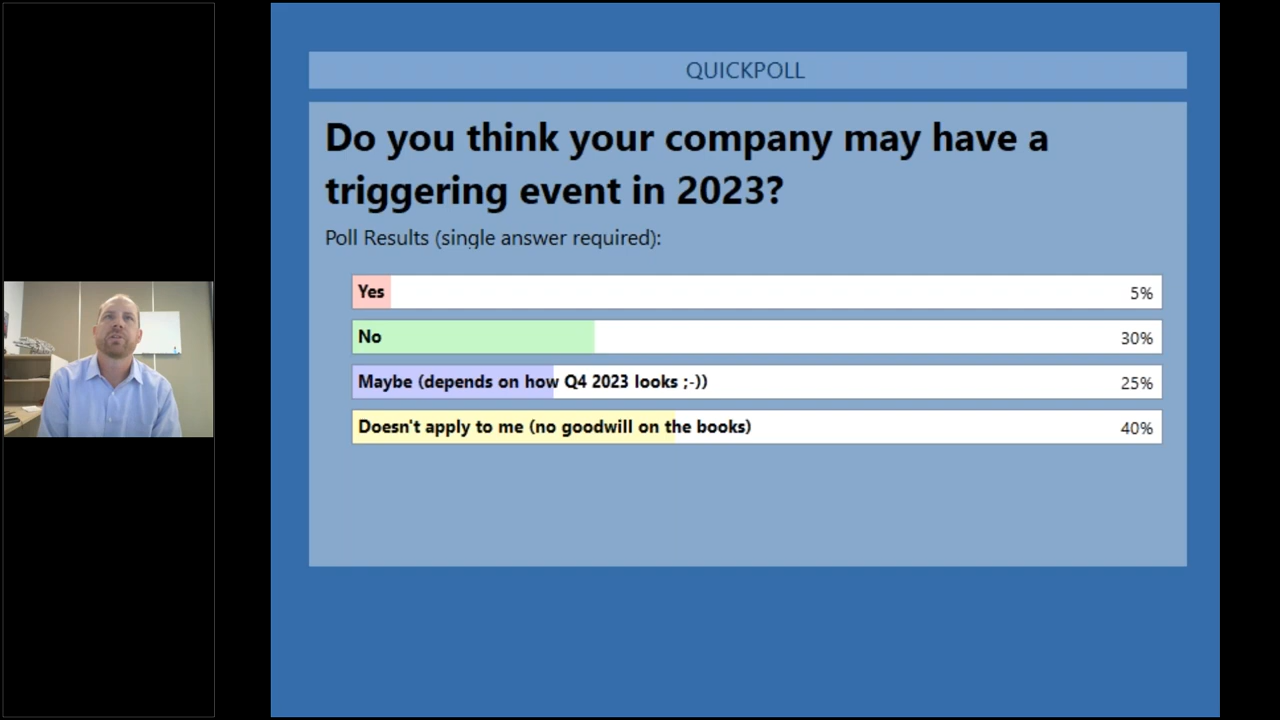 QUICKPOLL
Do you think your company may have a
triggering event in 2023?
Poll Results (single answer required):
Yes 5%
No 30%
Maybe (depends on how Q4 2023 looks ;-)) 25%
Doesn't apply to me (no goodwill on the books) 40%